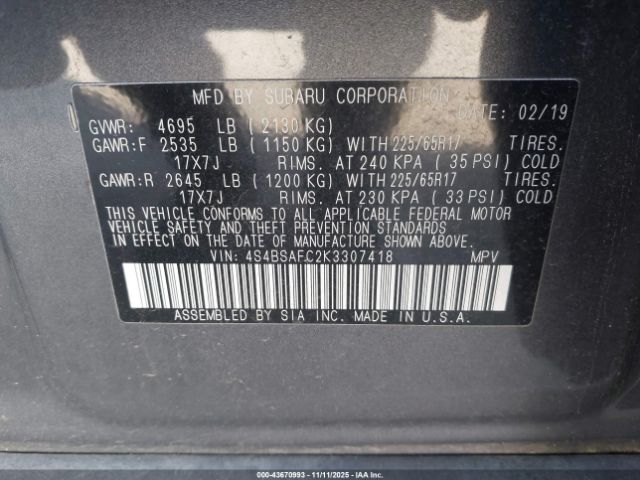 MFD BY SUBARU CORPORATION
DATE: 02/19
GVWR: 4695 LB (2130 KG)
GAWR:F 2535 LB (1150 KG) WITH 225/65R17 TIRES.
17X7J RIMS. AT 240 KPA (35 PSI) COLD
GAWR:R 2645 LB (1200 KG) WITH 225/65R17 TIRES.
17X7J RIMS. AT 230 KPA (33 PSI) COLD
THIS VEHICLE CONFORMS TO ALL APPLICABLE FEDERAL MOTOR
VEHICLE SAFETY AND THEFT PREVENTION STANDARDS
IN EFFECT ON THE DATE OF MANUFACTURE SHOWN ABOVE.
VIN: 4S4BSAFC2K3307418 MPV
ASSEMBLED BY SIA INC. MADE IN U.S.A.
© - 43670993 - 11/11/2025 - IAAI.COM